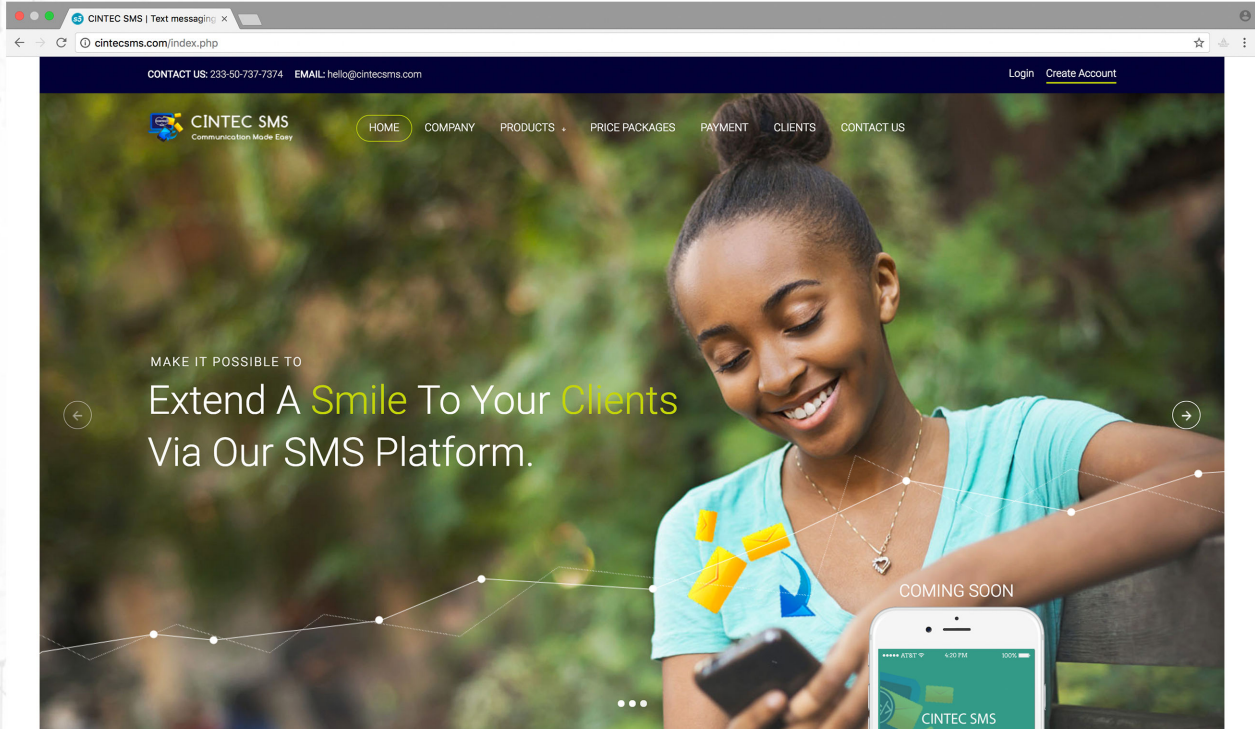 CINTEC SMS | Text messaging
cintecsms.com/index.php
CONTACT US: 233-50-737-7374 EMAIL: hello@cintecsms.com
Login Create Account
CINTEC SMS
Communication Made Easy
HOME COMPANY PRODUCTS PRICE PACKAGES PAYMENT CLIENTS CONTACT US
MAKE IT POSSIBLE TO
Extend A Smile To Your Clients
Via Our SMS Platform.
COMING SOON
AT&T 4:20 PM 100%
CINTEC SMS